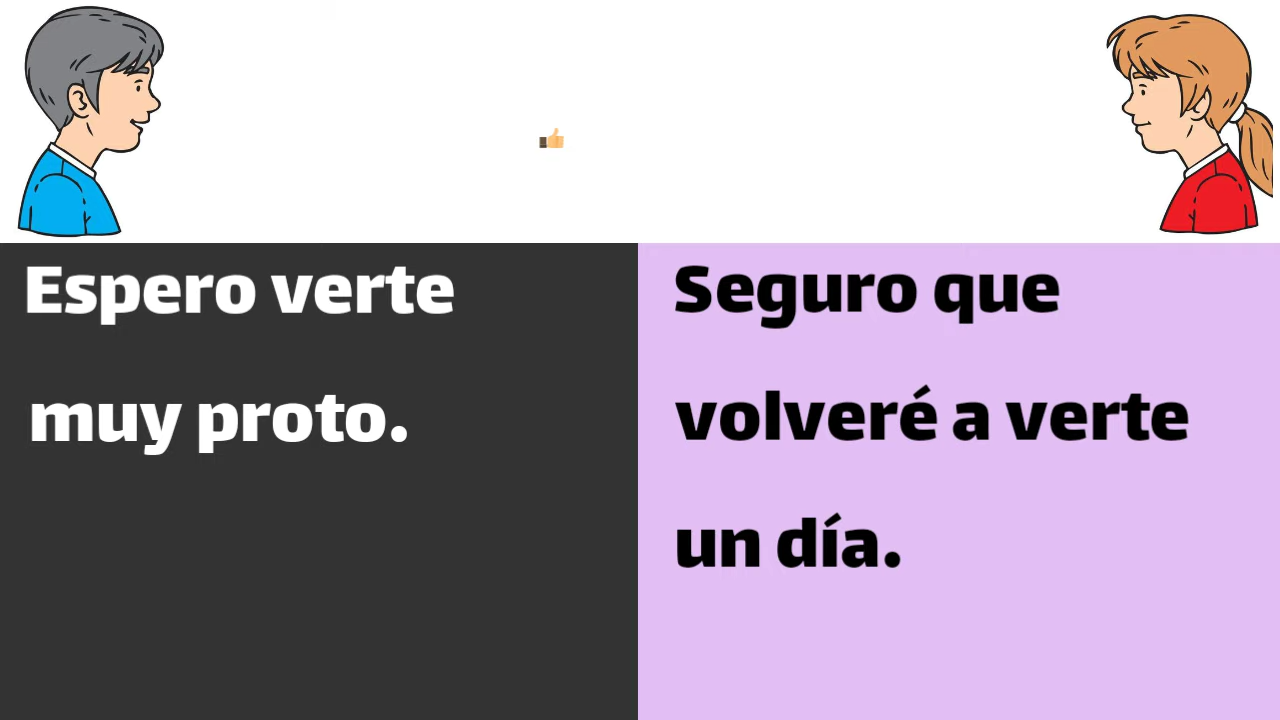 Espero verte
muy proto.
Seguro que
volveré a verte
un día.